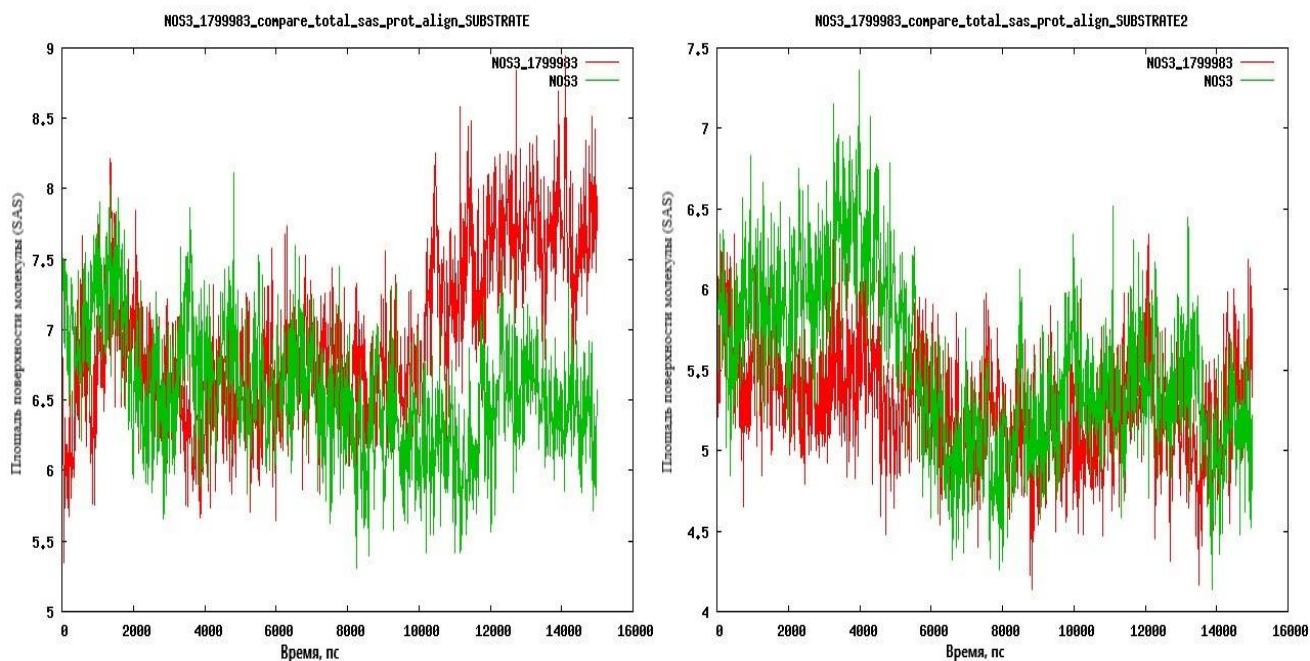 NOS3_1799983_compare_total_sas_prot_align_SUBSTRATE
9
8.5
8
7.5
7
6.5
6
5.5
5
0 2000 4000 6000 8000 10000 12000 14000 16000
Площадь поверхности молекулы (SAS)
Время, пс
NOS3_1799983
NOS3
NOS3_1799983_compare_total_sas_prot_align_SUBSTRATE2
7.5
7
6.5
6
5.5
5
4.5
4
0 2000 4000 6000 8000 10000 12000 14000 16000
Площадь поверхности молекулы (SAS)
Время, пс
NOS3_1799983
NOS3